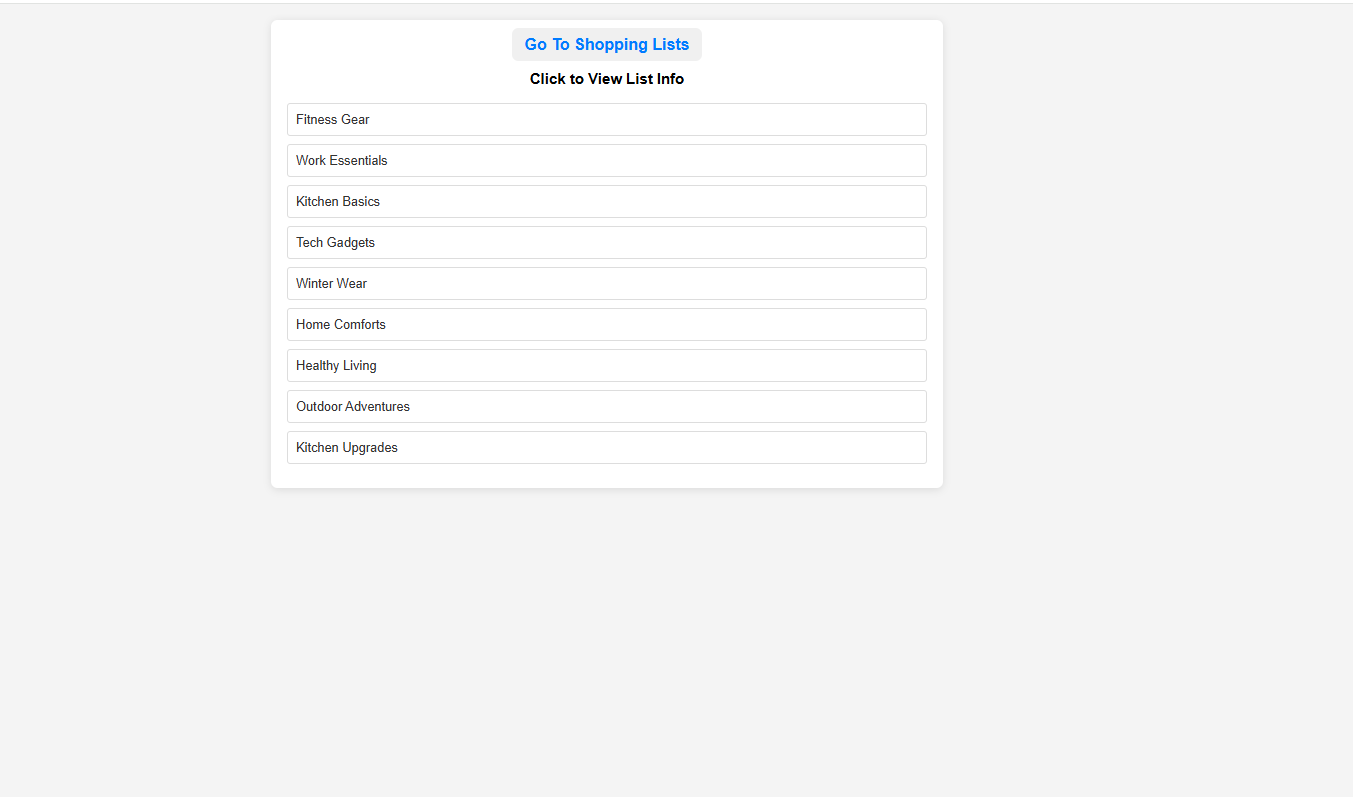 Go To Shopping Lists
Click to View List Info
Fitness Gear
Work Essentials
Kitchen Basics
Tech Gadgets
Winter Wear
Home Comforts
Healthy Living
Outdoor Adventures
Kitchen Upgrades